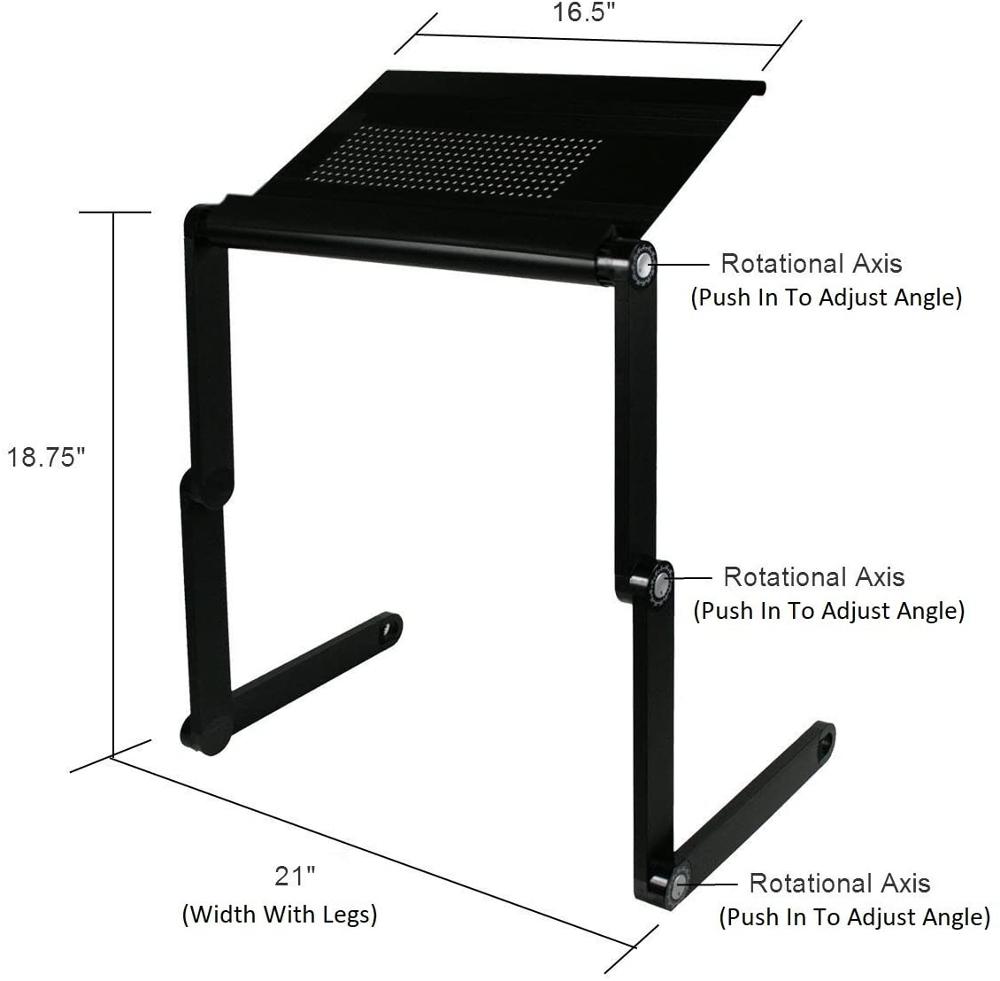 16.5"
Rotational Axis
(Push In To Adjust Angle)
18.75"
Rotational Axis
(Push In To Adjust Angle)
21"
(Width With Legs)
Rotational Axis
(Push In To Adjust Angle)